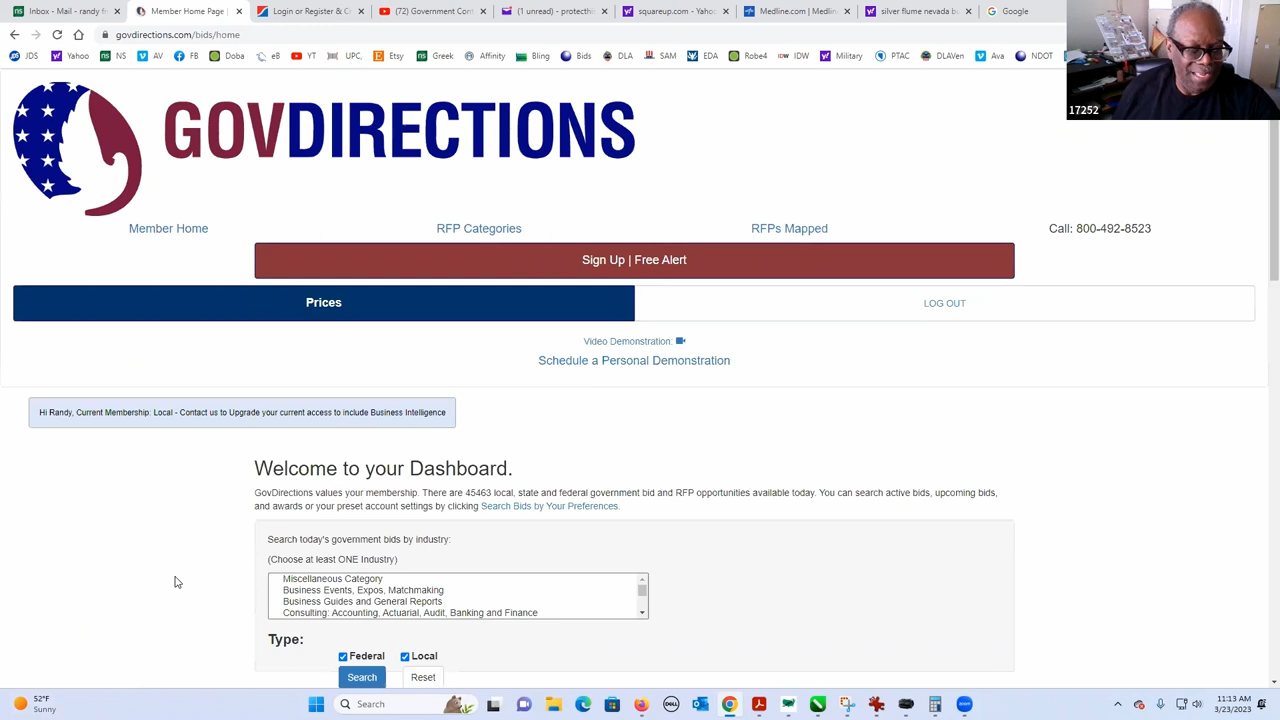 Inbox - Mail - randy f
Member Home Page |
Login or Register & C
(72) Government Con
(1 unread) - protecthi
squareup.com - Yahoo
Medline.com | Medlin
silver flume nevada b
Google
govdirections.com/bids/home
JDS Yahoo NS AV FB Doba eB YT UPC, Etsy Greek Affinity Bling Bids DLA SAM EDA Robe4 IDW Military PTAC DLAVen Ava NDOT
17252
GOVDIRECTIONS
Member Home
RFP Categories
RFPs Mapped
Call: 800-492-8523
Sign Up | Free Alert
Prices
LOG OUT
Video Demonstration:
Schedule a Personal Demonstration
Hi Randy, Current Membership: Local - Contact us to Upgrade your current access to include Business Intelligence
Welcome to your Dashboard.
GovDirections values your membership. There are 45463 local, state and federal government bid and RFP opportunities available today. You can search active bids, upcoming bids,
and awards or your preset account settings by clicking Search Bids by Your Preferences.
Search today's government bids by industry:
(Choose at least ONE Industry)
Miscellaneous Category
Business Events, Expos, Matchmaking
Business Guides and General Reports
Consulting: Accounting, Actuarial, Audit, Banking and Finance
Type:
Federal Local
Search Reset
52°F
Sunny
Search
DELL
zoom
11:13 AM
3/23/2023